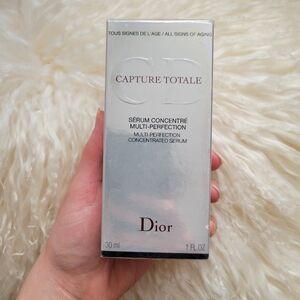 TOUS SIGNES DE L'AGE / ALL SIGNS OF AGING
CD
CAPTURE TOTALE
SÉRUM CONCENTRÉ
MULTI-PERFECTION
MULTI-PERFECTION
CONCENTRATED SERUM
Dior
30 ml 1 FL.OZ